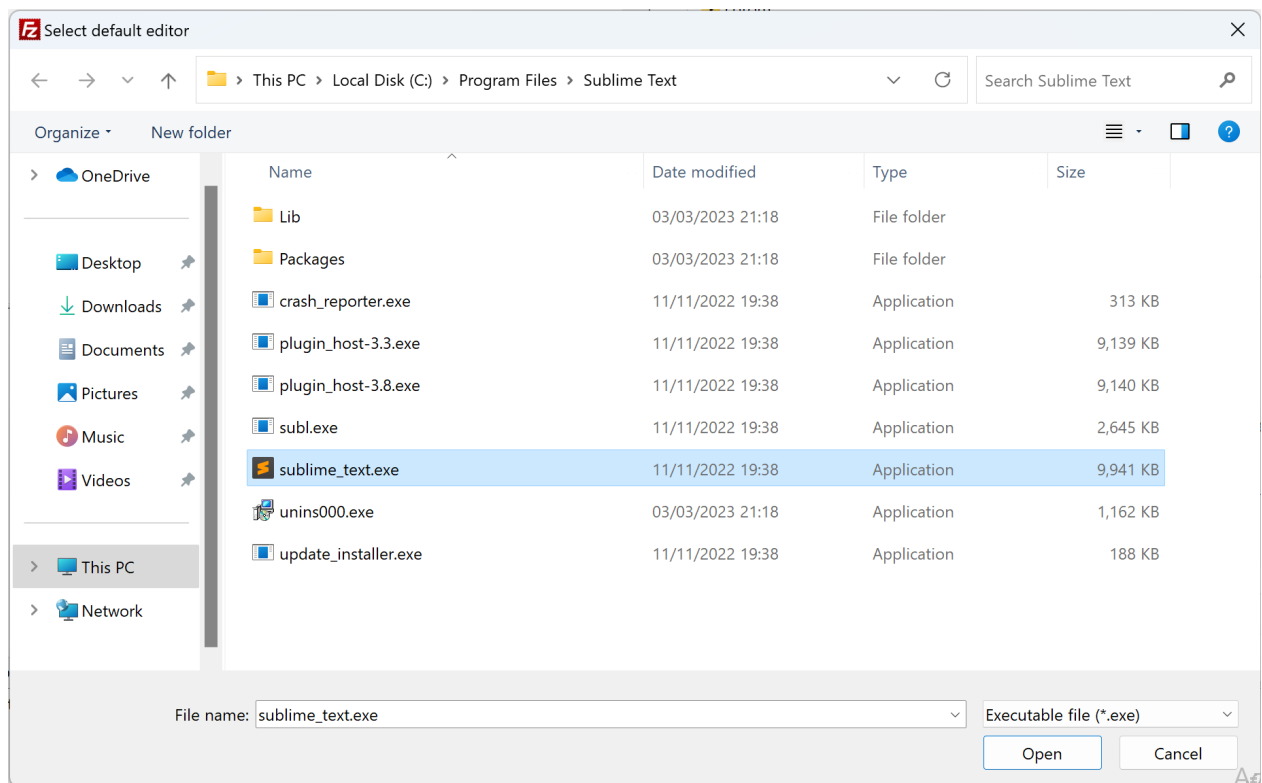 Select default editor
This PC > Local Disk (C:) > Program Files > Sublime Text
Search Sublime Text
Organize
New folder
Name Date modified Type Size
OneDrive
Desktop
Downloads
Documents
Pictures
Music
Videos
This PC
Network
Lib 03/03/2023 21:18 File folder
Packages 03/03/2023 21:18 File folder
crash_reporter.exe 11/11/2022 19:38 Application 313 KB
plugin_host-3.3.exe 11/11/2022 19:38 Application 9,139 KB
plugin_host-3.8.exe 11/11/2022 19:38 Application 9,140 KB
subl.exe 11/11/2022 19:38 Application 2,645 KB
sublime_text.exe 11/11/2022 19:38 Application 9,941 KB
unins000.exe 03/03/2023 21:18 Application 1,162 KB
update_installer.exe 11/11/2022 19:38 Application 188 KB
File name: sublime_text.exe
Executable file (*.exe)
Open Cancel